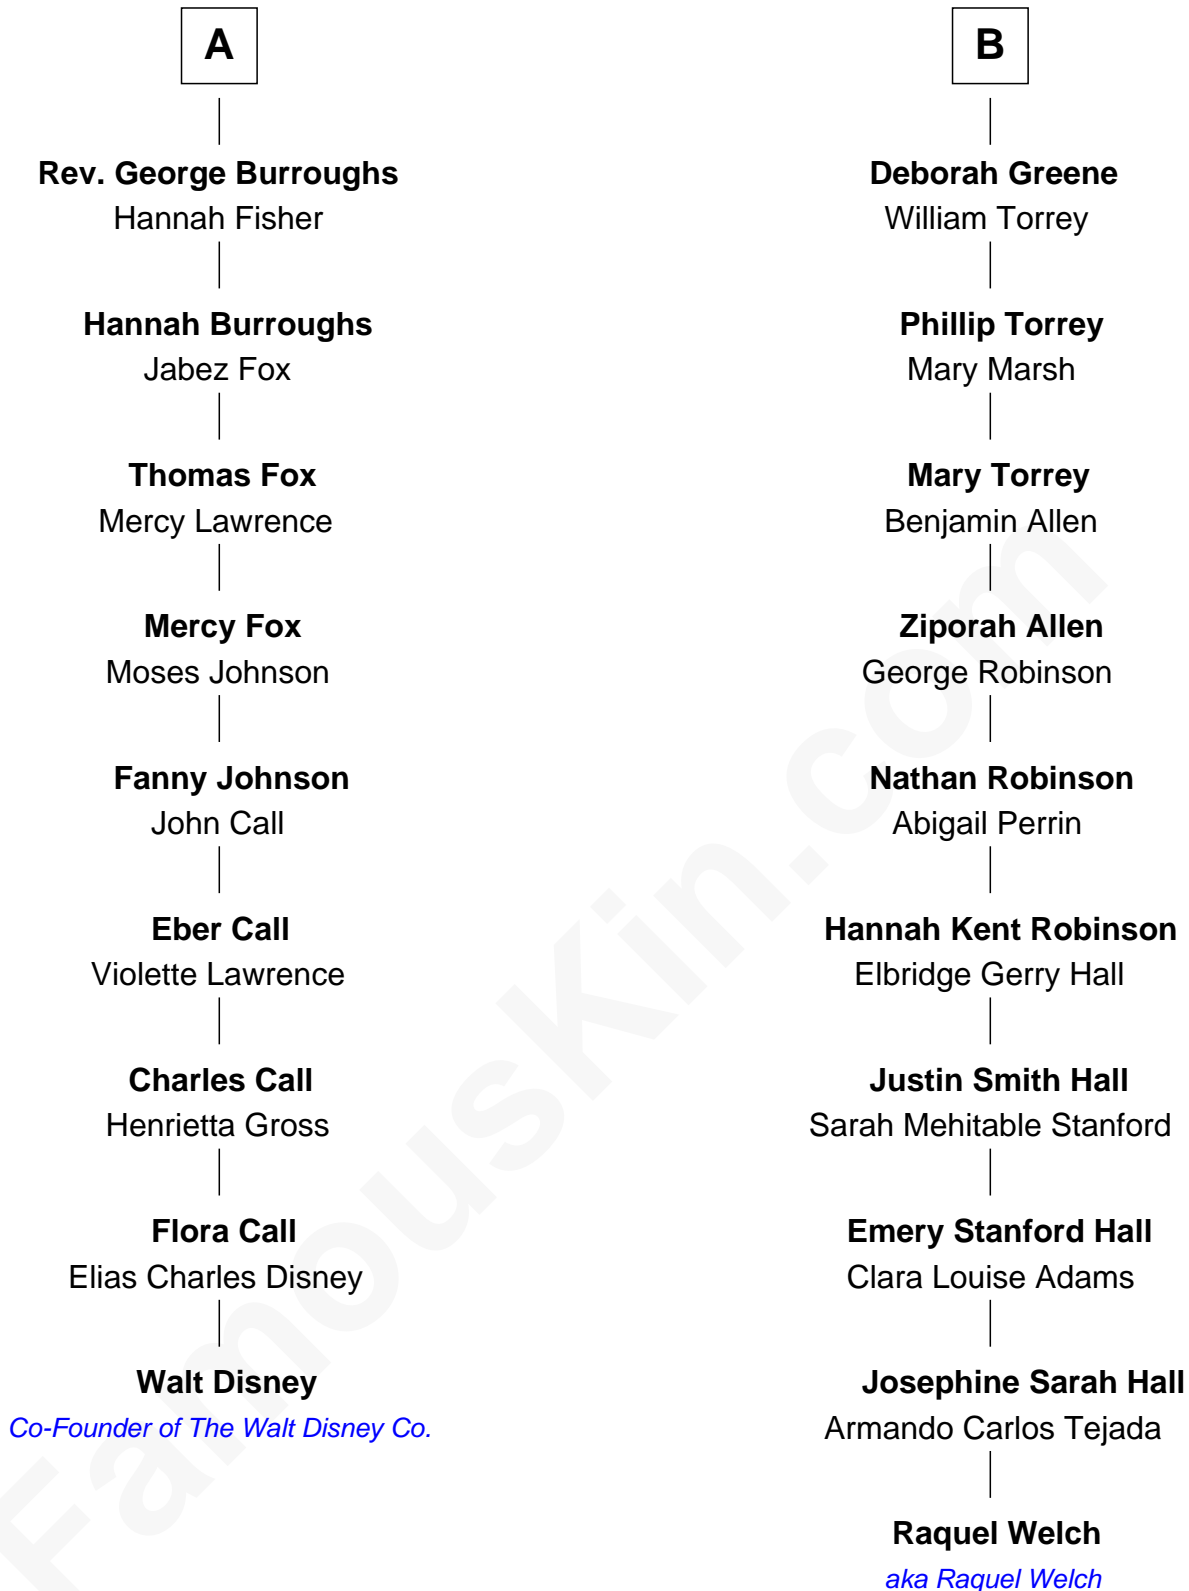 A
Rev. George Burroughs
Hannah Fisher
Hannah Burroughs
Jabez Fox
Thomas Fox
Mercy Lawrence
Mercy Fox
Moses Johnson
Fanny Johnson
John Call
Eber Call
Violette Lawrence
Charles Call
Henrietta Gross
Flora Call
Elias Charles Disney
Walt Disney
Co-Founder of The Walt Disney Co.
B
Deborah Greene
William Torrey
Phillip Torrey
Mary Marsh
Mary Torrey
Benjamin Allen
Ziporah Allen
George Robinson
Nathan Robinson
Abigail Perrin
Hannah Kent Robinson
Elbridge Gerry Hall
Justin Smith Hall
Sarah Mehitable Stanford
Emery Stanford Hall
Clara Louise Adams
Josephine Sarah Hall
Armando Carlos Tejada
Raquel Welch
aka Raquel Welch
FamousKin.com